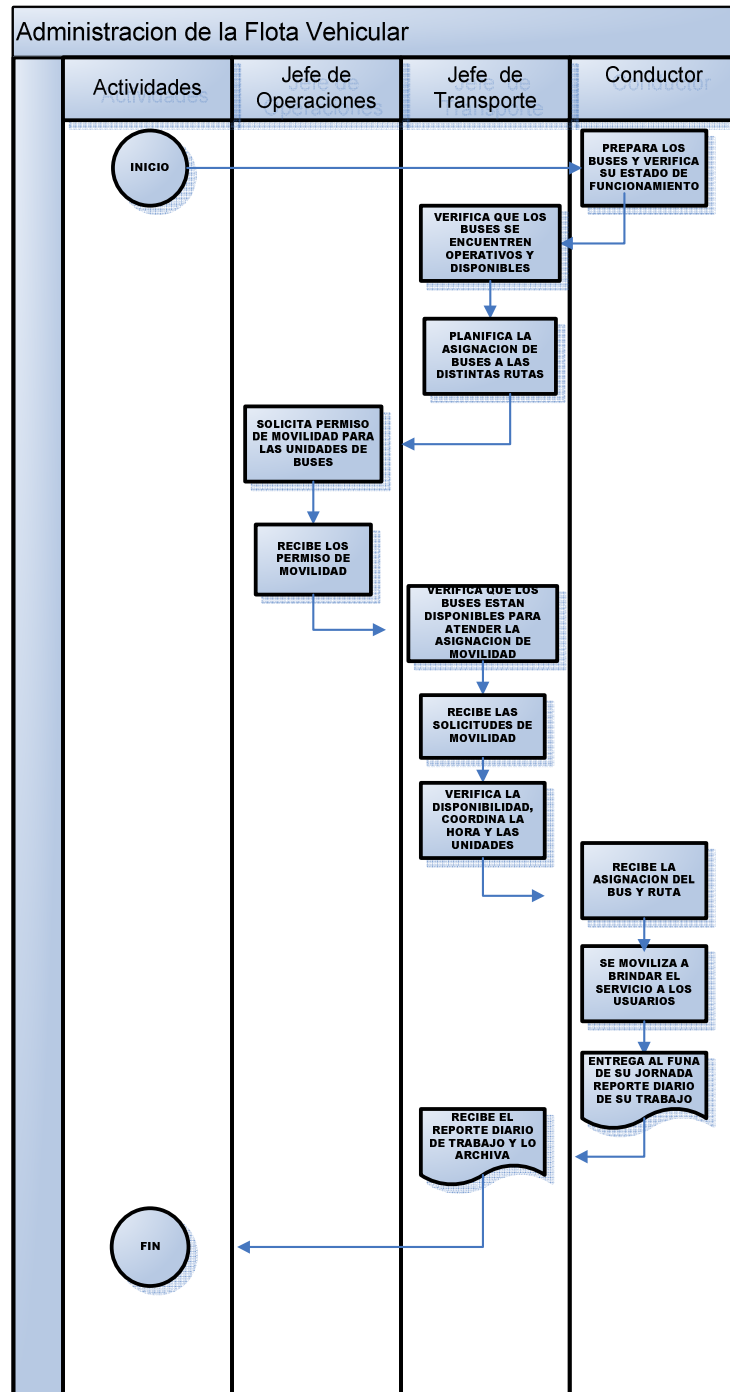 Administracion de la Flota Vehicular
Actividades
Jefe de
Operaciones
Jefe de
Transporte
Conductor
INICIO
PREPARA LOS
BUSES Y VERIFICA
SU ESTADO DE
FUNCIONAMIENTO
VERIFICA QUE LOS
BUSES SE
ENCUENTREN
OPERATIVOS Y
DISPONIBLES
PLANIFICA LA
ASIGNACION DE
BUSES A LAS
DISTINTAS RUTAS
SOLICITA PERMISO
DE MOVILIDAD PARA
LAS UNIDADES DE
BUSES
RECIBE LOS
PERMISO DE
MOVILIDAD
VERIFICA QUE LOS
BUSES ESTAN
DISPONIBLES PARA
ATENDER LA
ASIGNACION DE
MOVILIDAD
RECIBE LAS
SOLICITUDES DE
MOVILIDAD
VERIFICA LA
DISPONIBILIDAD,
COORDINA LA
HORA Y LAS
UNIDADES
RECIBE LA
ASIGNACION DEL
BUS Y RUTA
SE MOVILIZA A
BRINDAR EL
SERVICIO A LOS
USUARIOS
ENTREGA AL FUNA
DE SU JORNADA
REPORTE DIARIO
DE SU TRABAJO
RECIBE EL
REPORTE DIARIO
DE TRABAJO Y LO
ARCHIVA
FIN